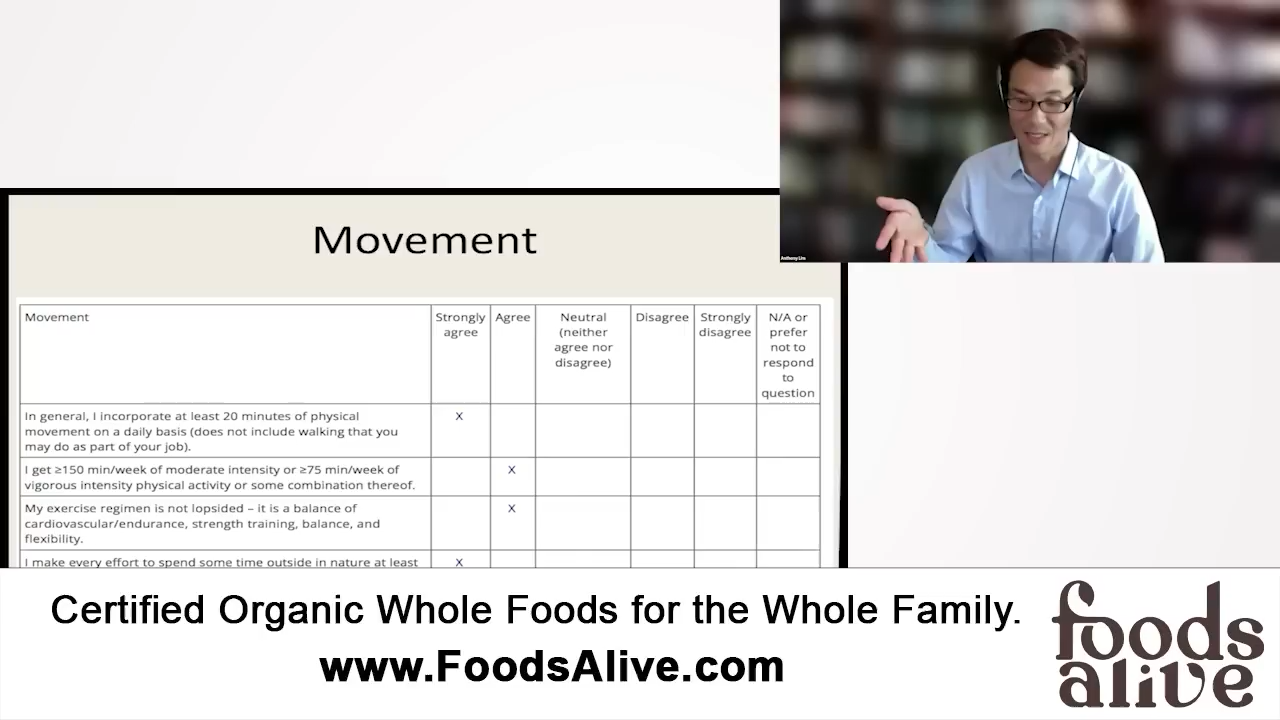 Movement
Anthony Lim
Movement
Strongly
agree
Agree
Neutral
(neither
agree nor
disagree)
Disagree
Strongly
disagree
N/A or
prefer
not to
respond
to
question
In general, I incorporate at least 20 minutes of physical
movement on a daily basis (does not include walking that you
may do as part of your job).
X
I get ≥150 min/week of moderate intensity or ≥75 min/week of
vigorous intensity physical activity or some combination thereof.
X
My exercise regimen is not lopsided – it is a balance of
cardiovascular/endurance, strength training, balance, and
flexibility.
X
I make every effort to spend some time outside in nature at least
X
Certified Organic Whole Foods for the Whole Family.
www.FoodsAlive.com
foods
alive